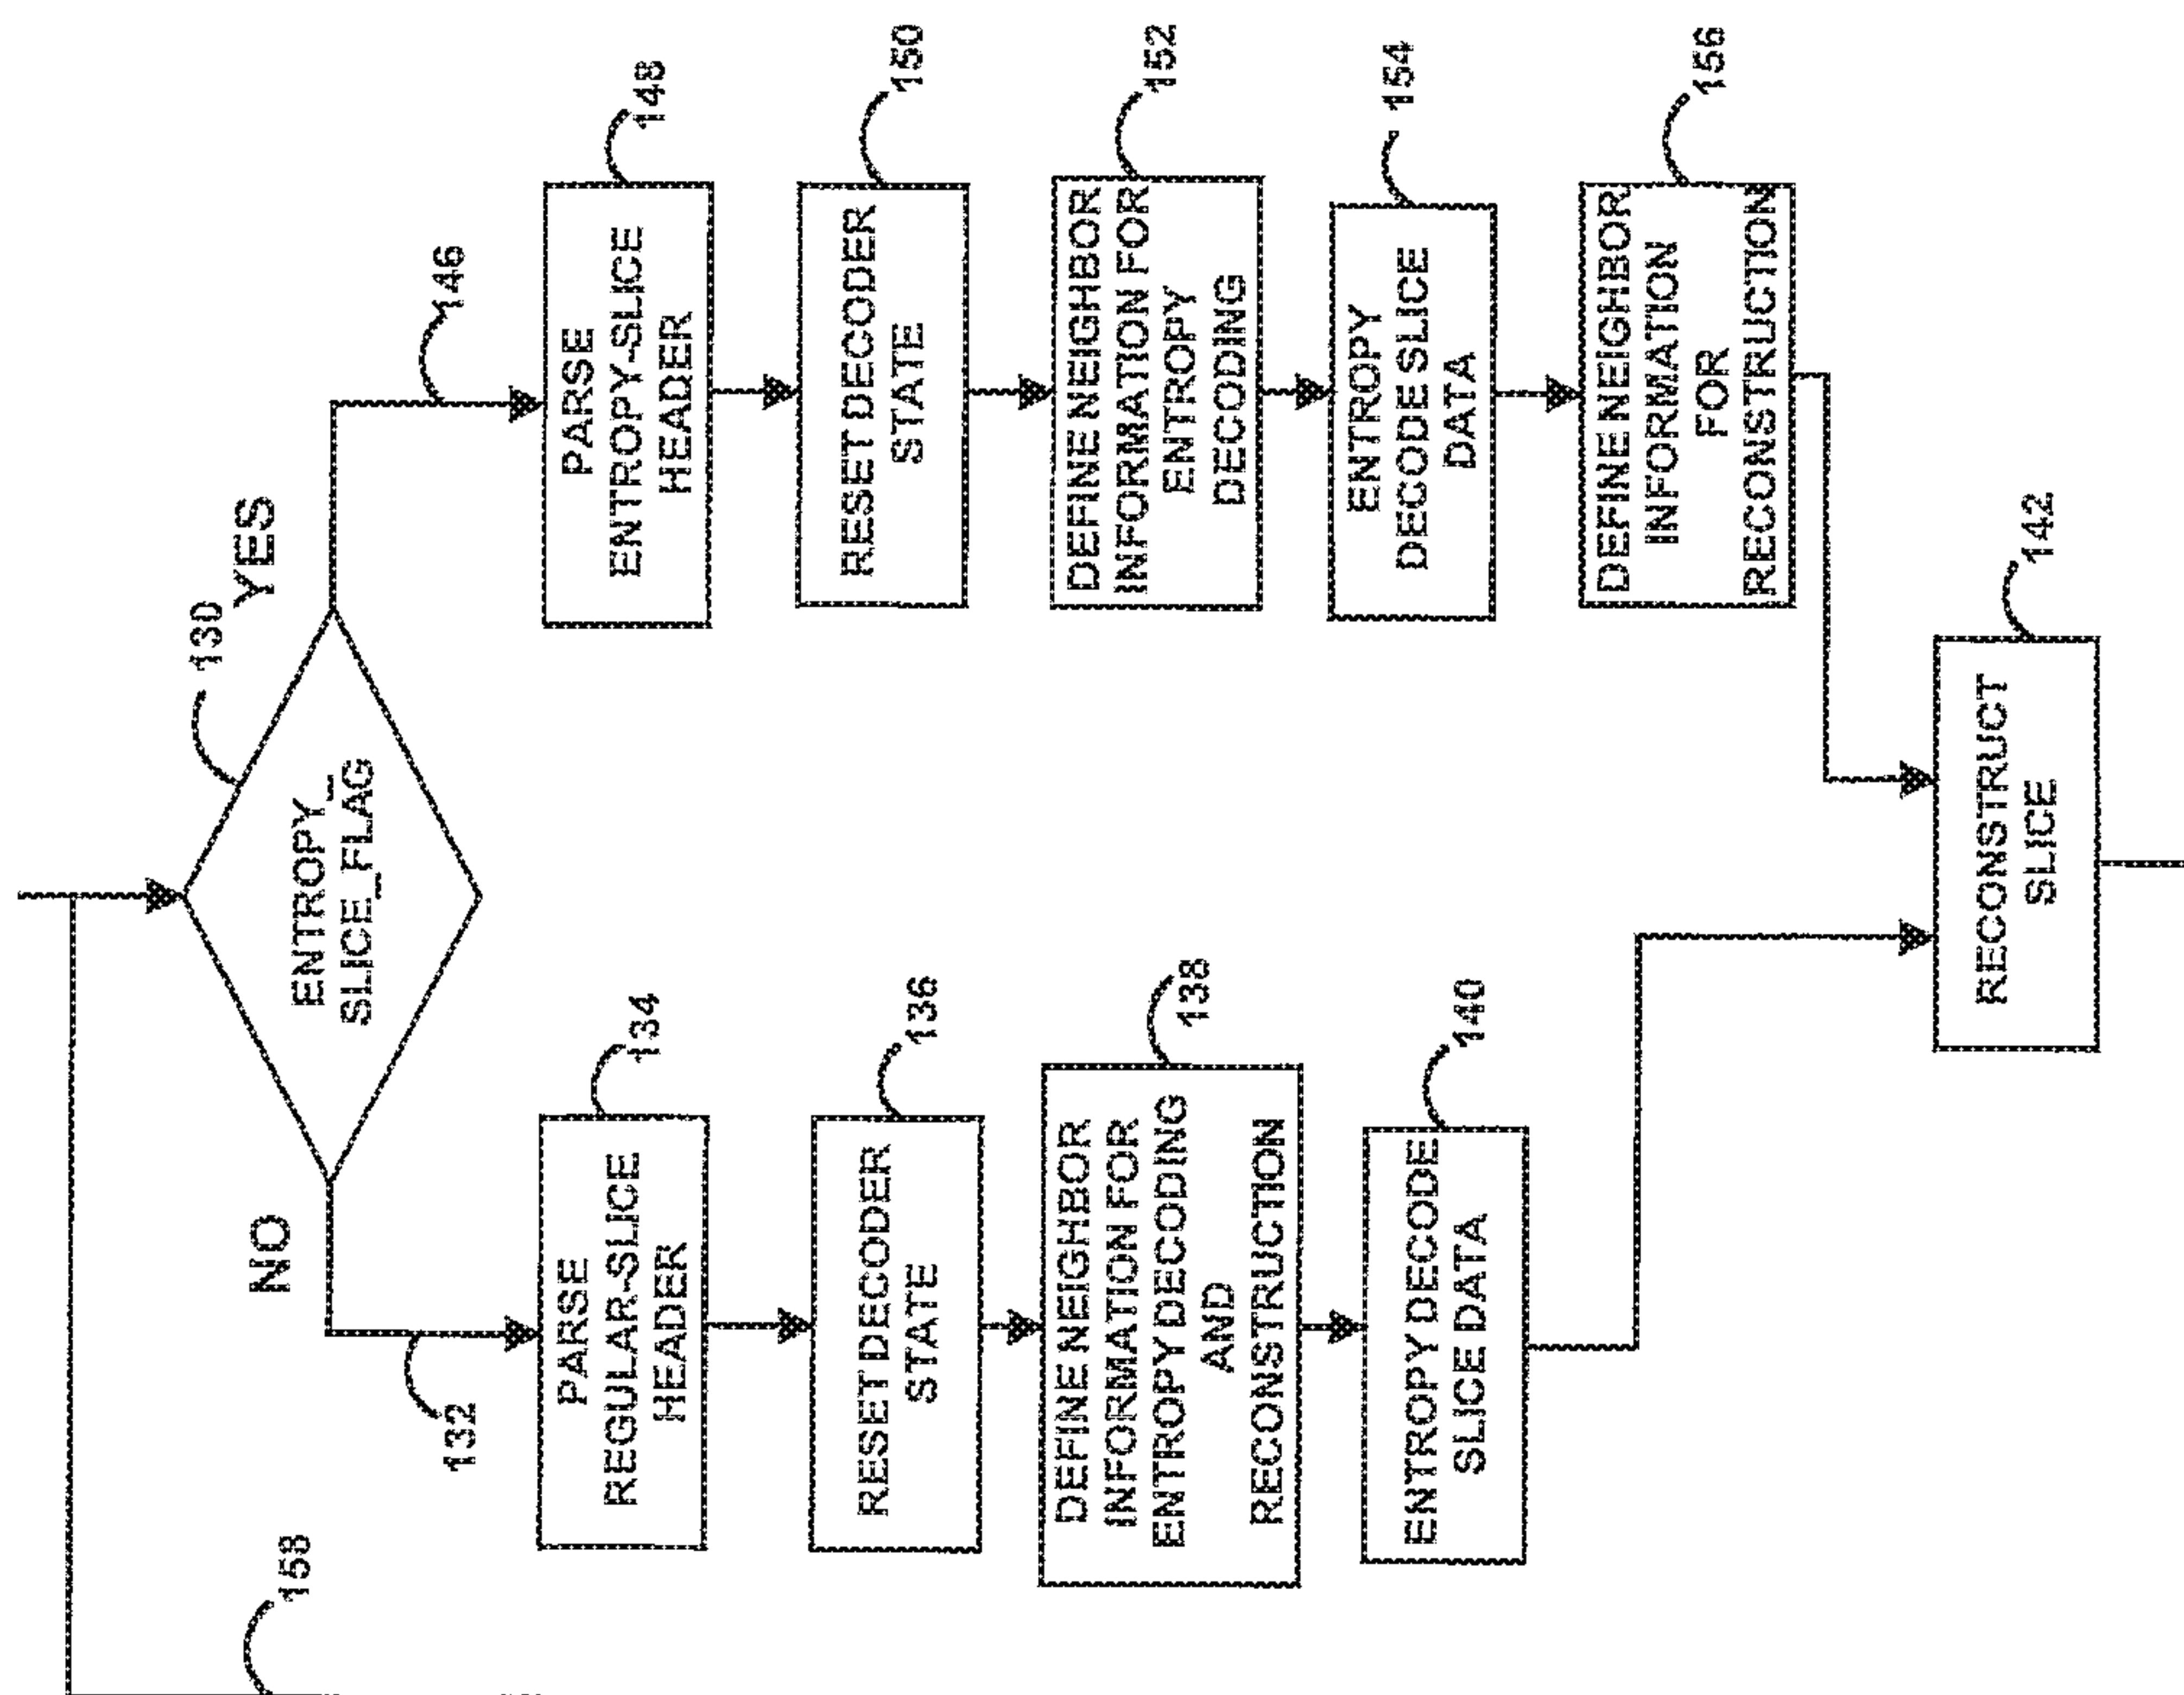 158
130
ENTROPY_
SLICE_FLAG
NO
YES
132
146
134
PARSE
REGULAR-SLICE
HEADER
136
RESET DECODER
STATE
138
DEFINE NEIGHBOR
INFORMATION FOR
ENTROPY DECODING
AND
RECONSTRUCTION
140
ENTROPY DECODE
SLICE DATA
148
PARSE
ENTROPY-SLICE
HEADER
150
RESET DECODER
STATE
152
DEFINE NEIGHBOR
INFORMATION FOR
ENTROPY
DECODING
154
ENTROPY
DECODE SLICE
DATA
156
DEFINE NEIGHBOR
INFORMATION
FOR
RECONSTRUCTION
142
RECONSTRUCT
SLICE